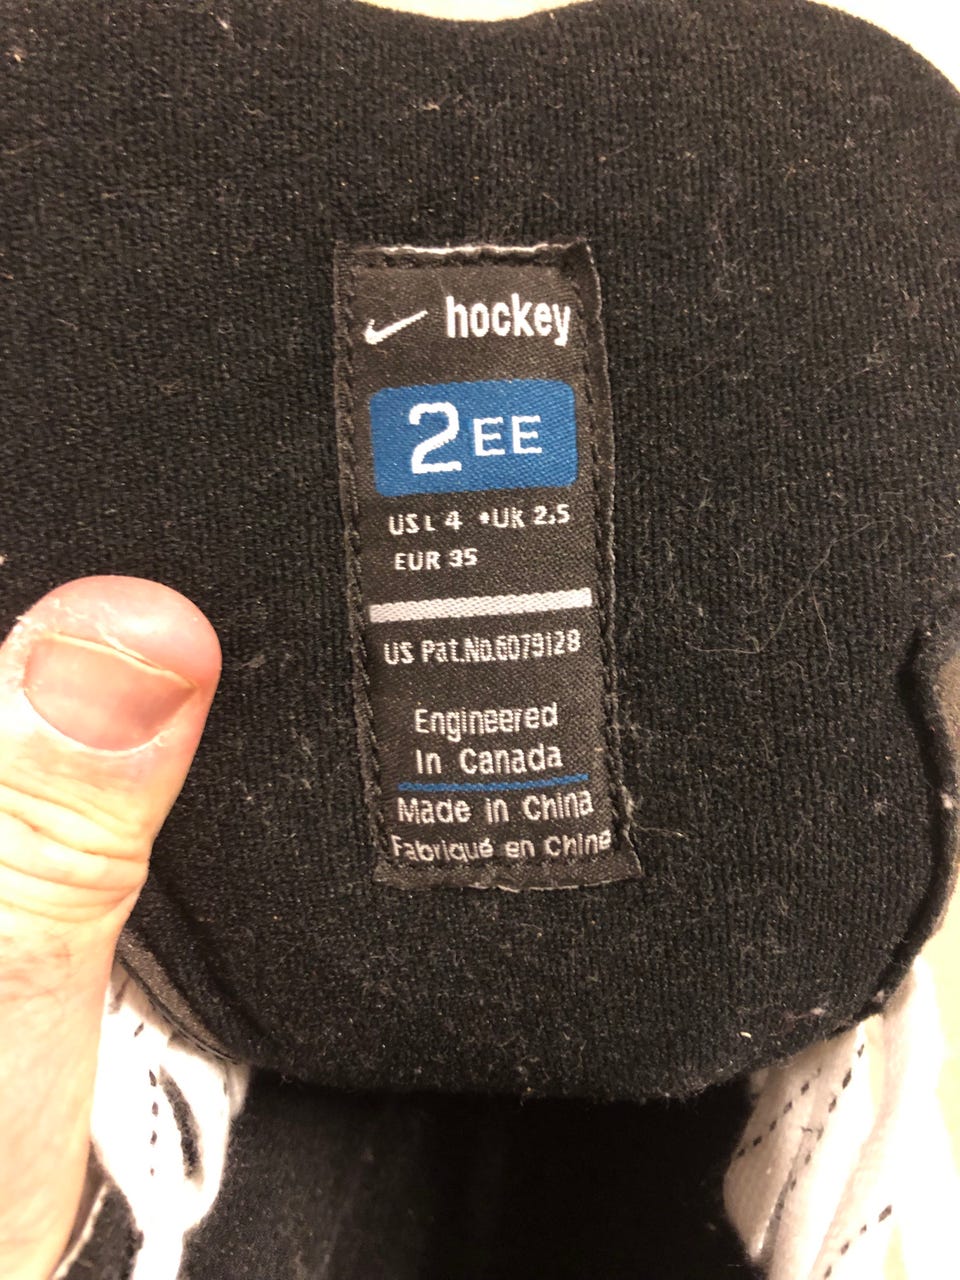 hockey
2EE
US L 4 •UK 2.5
EUR 35
US Pat.No.6079128
Engineered
In Canada
Made in China
Fabriqué en Chine